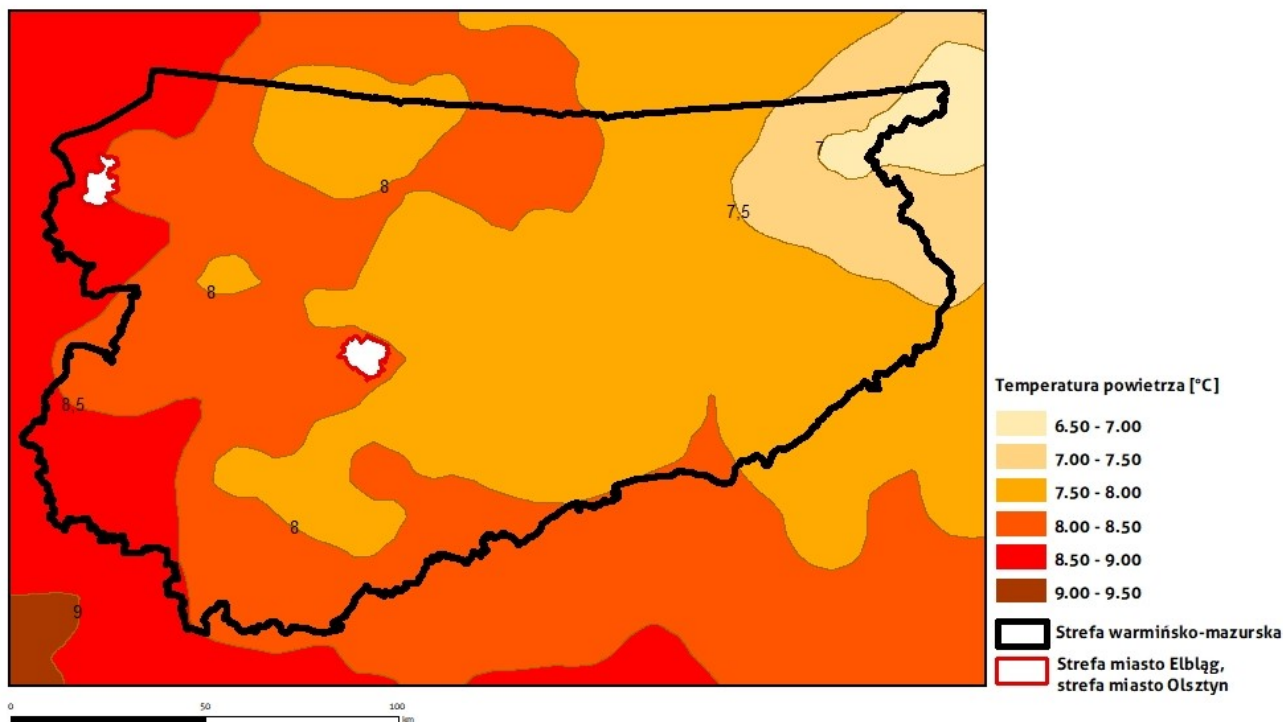 7
7,5
8
8
8,5
8
9
Temperatura powietrza [°C]
6.50 - 7.00
7.00 - 7.50
7.50 - 8.00
8.00 - 8.50
8.50 - 9.00
9.00 - 9.50
Strefa warmińsko-mazurska
Strefa miasto Elbląg,
strefa miasto Olsztyn
0 50 100
km